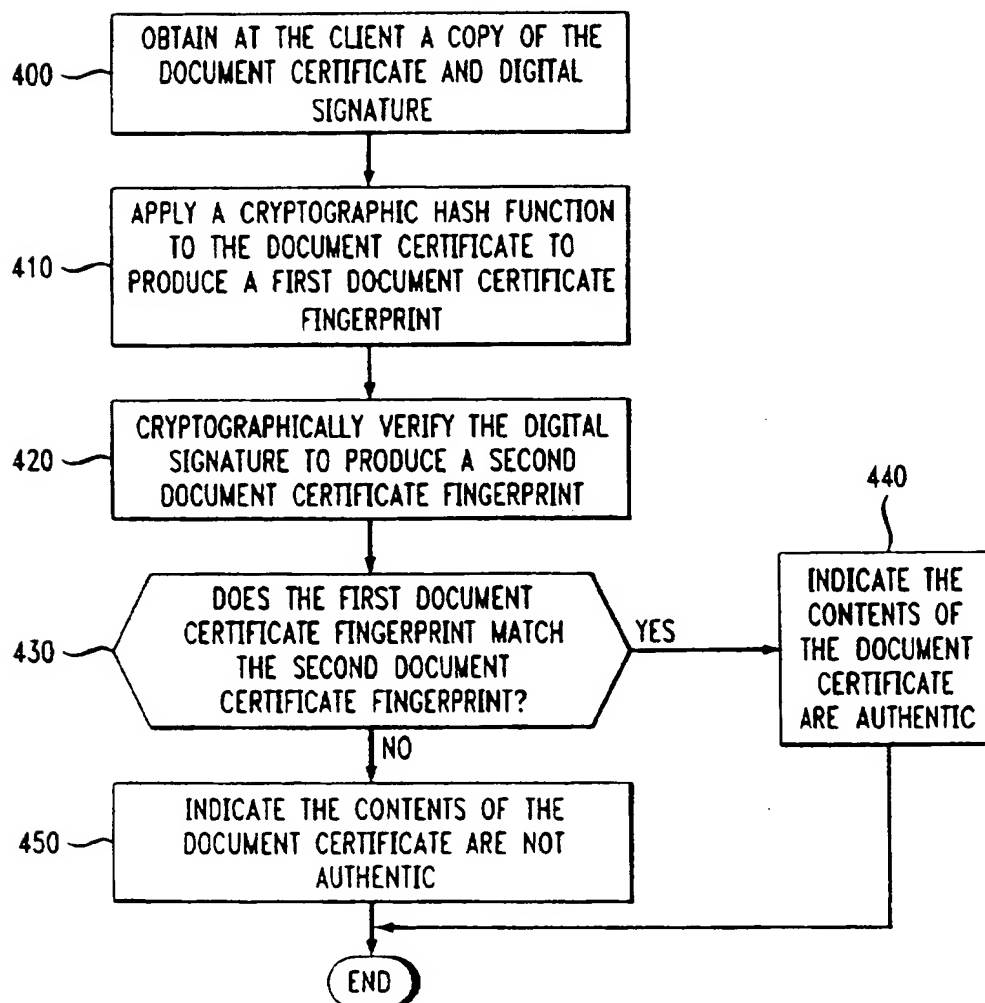 400
OBTAIN AT THE CLIENT A COPY OF THE
DOCUMENT CERTIFICATE AND DIGITAL
SIGNATURE
410
APPLY A CRYPTOGRAPHIC HASH FUNCTION
TO THE DOCUMENT CERTIFICATE TO
PRODUCE A FIRST DOCUMENT CERTIFICATE
FINGERPRINT
420
CRYPTOGRAPHICALLY VERIFY THE DIGITAL
SIGNATURE TO PRODUCE A SECOND
DOCUMENT CERTIFICATE FINGERPRINT
430
DOES THE FIRST DOCUMENT
CERTIFICATE FINGERPRINT MATCH
THE SECOND DOCUMENT
CERTIFICATE FINGERPRINT?
YES
440
INDICATE THE
CONTENTS OF
THE DOCUMENT
CERTIFICATE
ARE AUTHENTIC
NO
450
INDICATE THE CONTENTS OF THE
DOCUMENT CERTIFICATE ARE NOT
AUTHENTIC
END